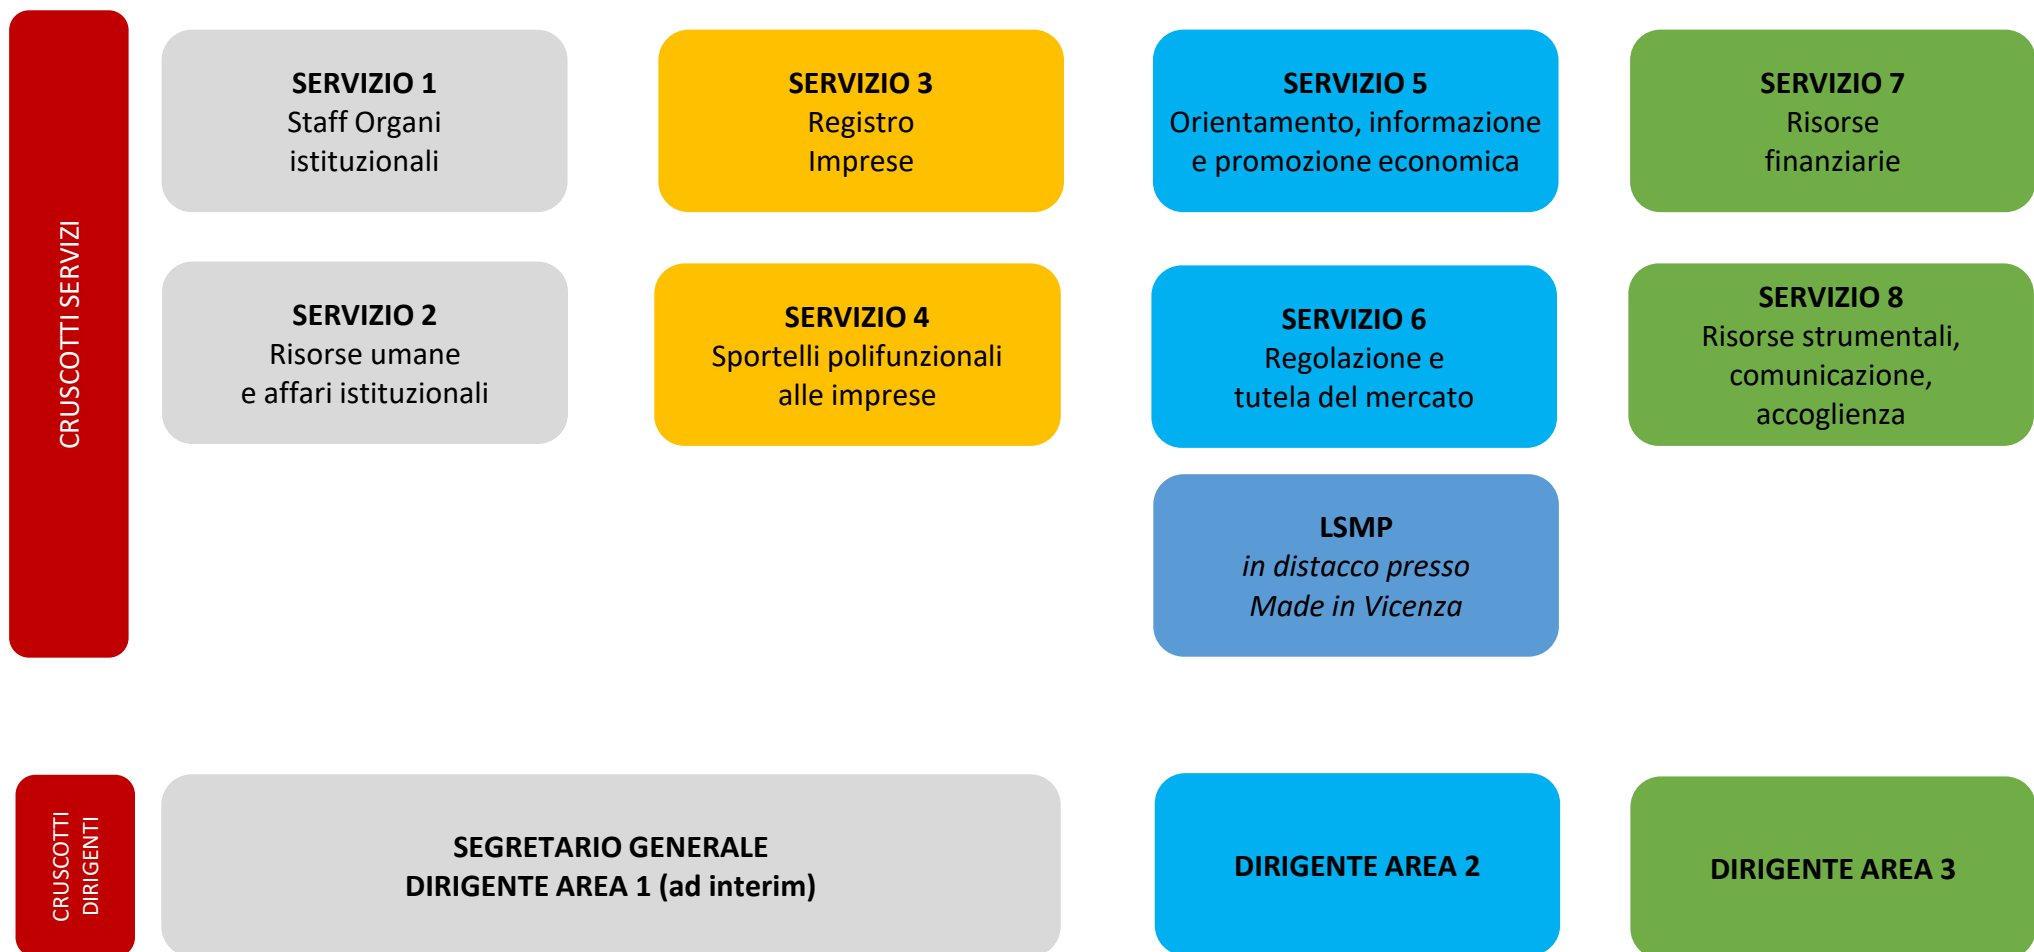 CRUSCOTTI SERVIZI
SERVIZIO 1
Staff Organi
istituzionali
SERVIZIO 3
Registro
Imprese
SERVIZIO 5
Orientamento, informazione
e promozione economica
SERVIZIO 7
Risorse
finanziarie
SERVIZIO 2
Risorse umane
e affari istituzionali
SERVIZIO 4
Sportelli polifunzionali
alle imprese
SERVIZIO 6
Regolazione e
tutela del mercato
SERVIZIO 8
Risorse strumentali,
comunicazione,
accoglienza
LSMP
in distacco presso
Made in Vicenza
CRUSCOTTI
DIRIGENTI
SEGRETARIO GENERALE
DIRIGENTE AREA 1 (ad interim)
DIRIGENTE AREA 2
DIRIGENTE AREA 3